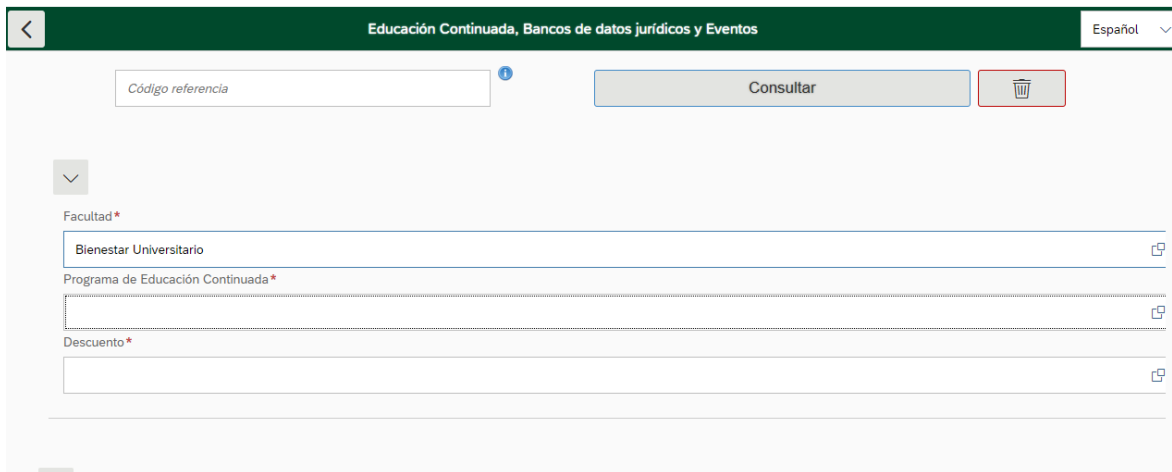 Educación Continuada, Bancos de datos jurídicos y Eventos
Español
Código referencia
Consultar
Facultad*
Bienestar Universitario
Programa de Educación Continuada*
Descuento*